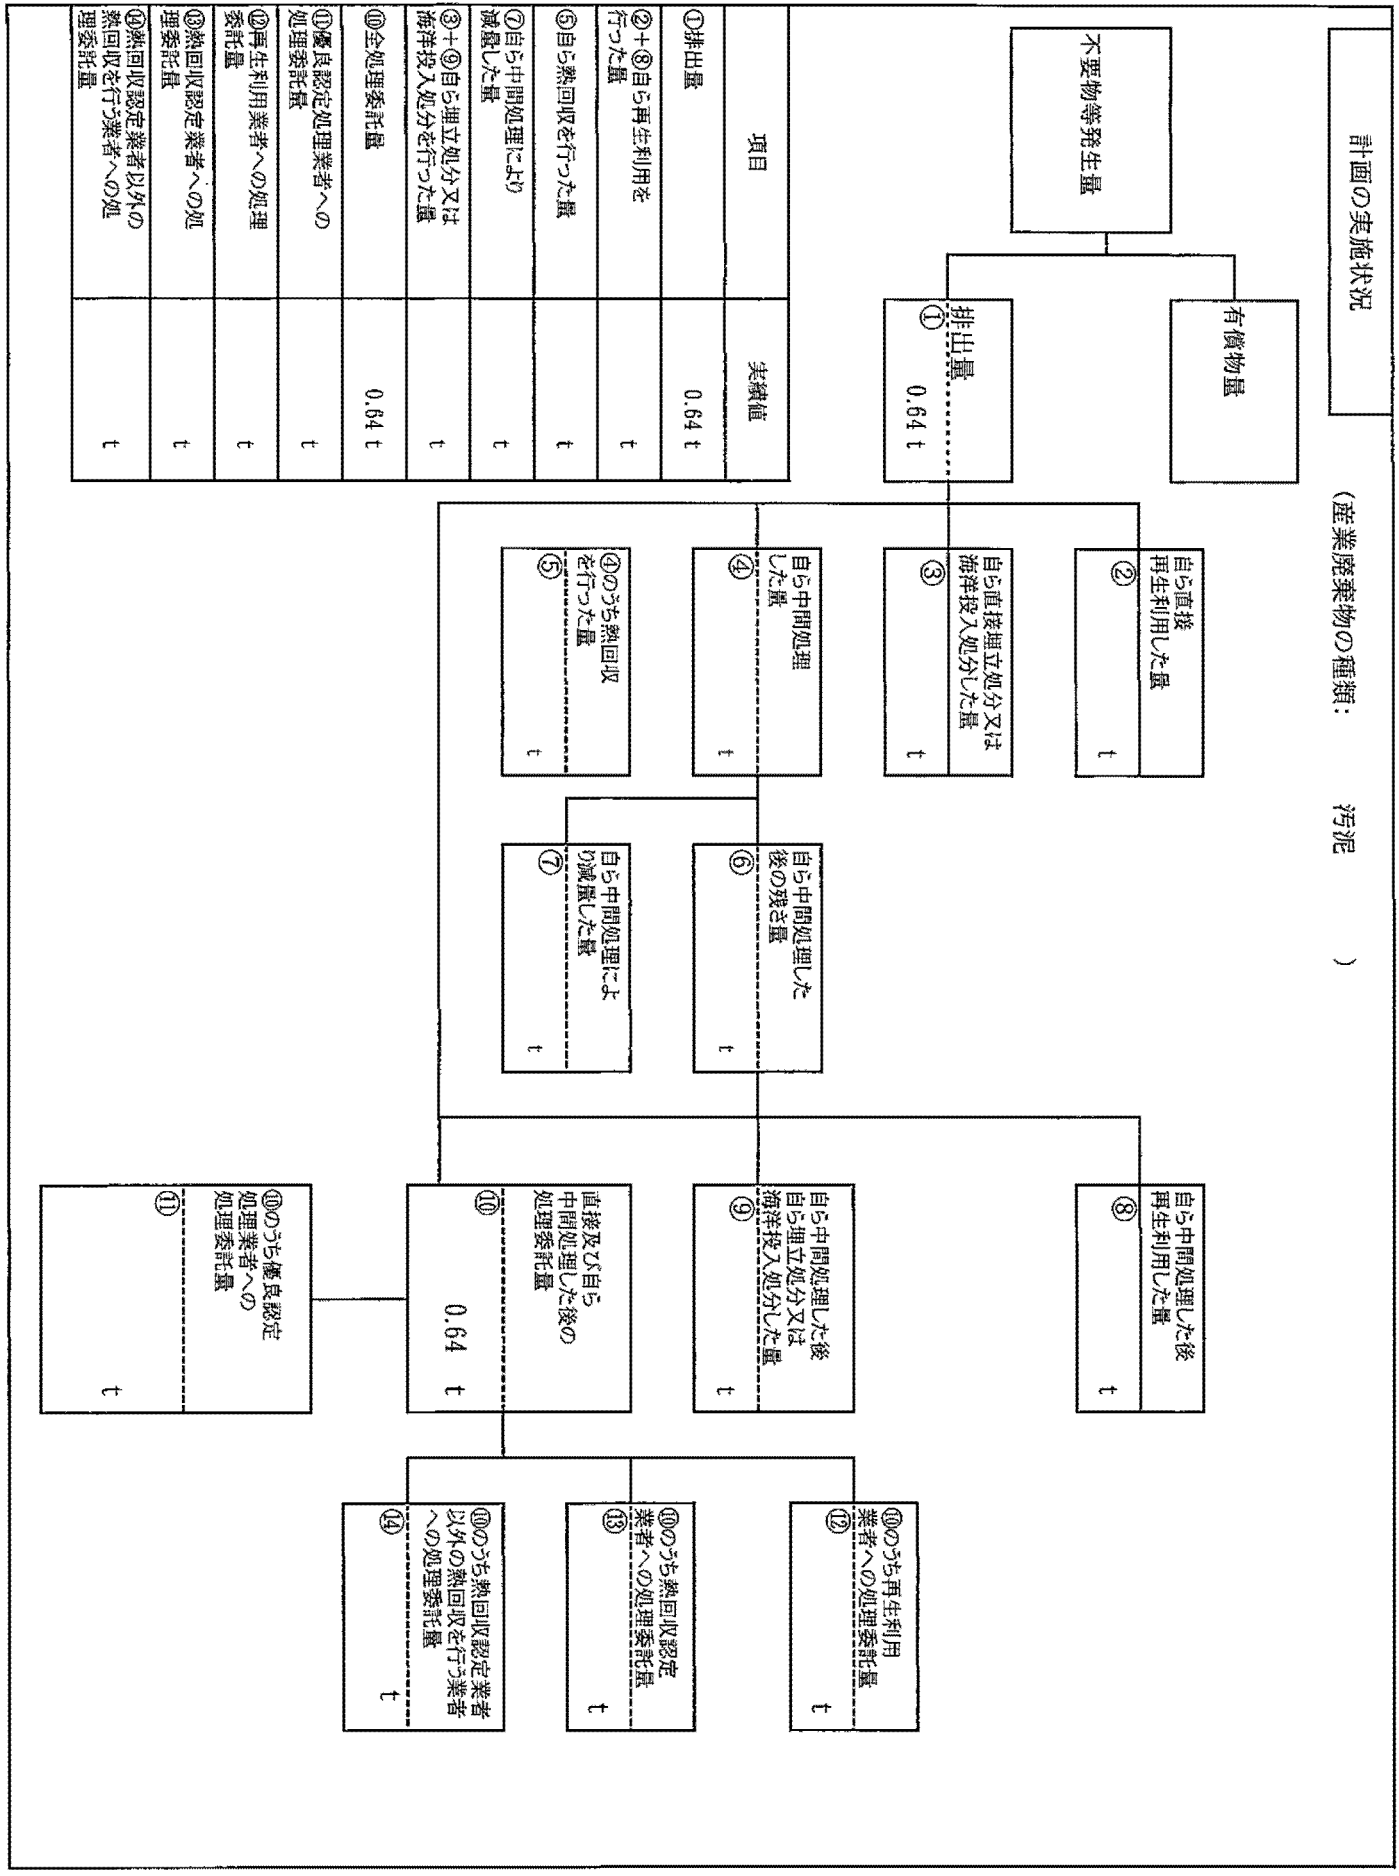 計画の実施状況
(産業廃棄物の種類： 汚泥 )
不要物等発生量
有償物量
排出量
①
0.64 t
自ら直接
再生利用した量
②
t
自ら直接埋立処分又は
海洋投入処分した量
③
t
自ら中間処理
した量
④
t
④のうち熱回収
を行った量
⑤
t
自ら中間処理した
後の残さ量
⑥
t
自ら中間処理によ
り減量した量
⑦
t
自ら中間処理した後
再生利用した量
⑧
t
自ら中間処理した後
自ら埋立処分又は
海洋投入処分した量
⑨
t
直接及び自ら
中間処理した後の
処理委託量
⑩
0.64 t
⑩のうち優良認定
処理業者への
処理委託量
⑪
t
⑩のうち再生利用
業者への処理委託量
⑫
t
⑩のうち熱回収認定
業者への処理委託量
⑬
t
⑩のうち熱回収認定業者
以外の熱回収を行う業者
への処理委託量
⑭
t
項目 実績値
①排出量 0.64 t
②＋⑧自ら再生利用を
行った量 t
⑤自ら熱回収を行った量 t
⑦自ら中間処理により
減量した量 t
③＋⑨自ら埋立処分又は
海洋投入処分を行った量 t
⑩全処理委託量 0.64 t
⑪優良認定処理業者への
処理委託量 t
⑫再生利用業者への処理
委託量 t
⑬熱回収認定業者への処
理委託量 t
⑭熱回収認定業者以外の
熱回収を行う業者への処
理委託量 t